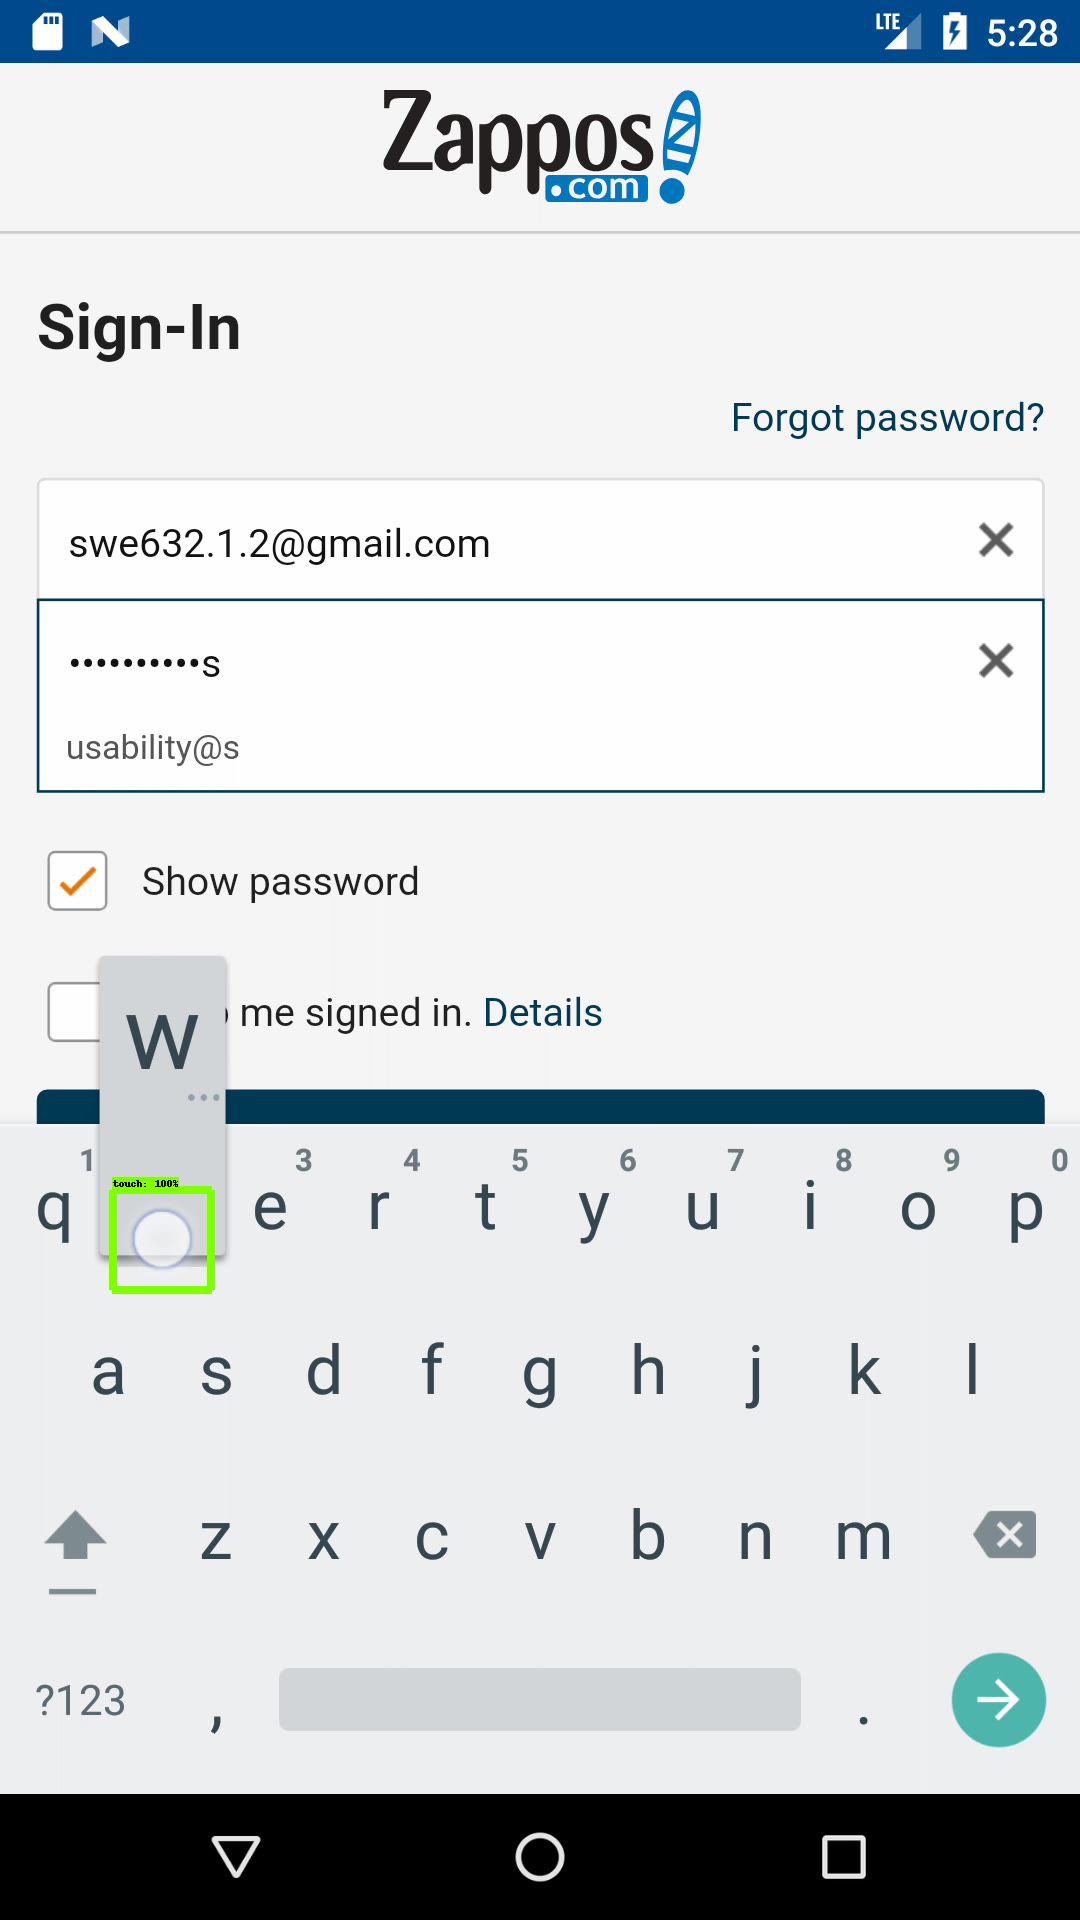 LTE 5:28
Zappos
.com
Sign-In
Forgot password?
swe632.1.2@gmail.com
••••••••••s
usability@s
Show password
me signed in. Details
w
...
1 3 4 5 6 7 8 9 0
q e r t y u i o p
touch: 100%
a s d f g h j k l
z x c v b n m
?123 , .